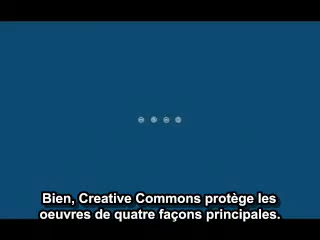 Bien, Creative Commons protège les
oeuvres de quatre façons principales.